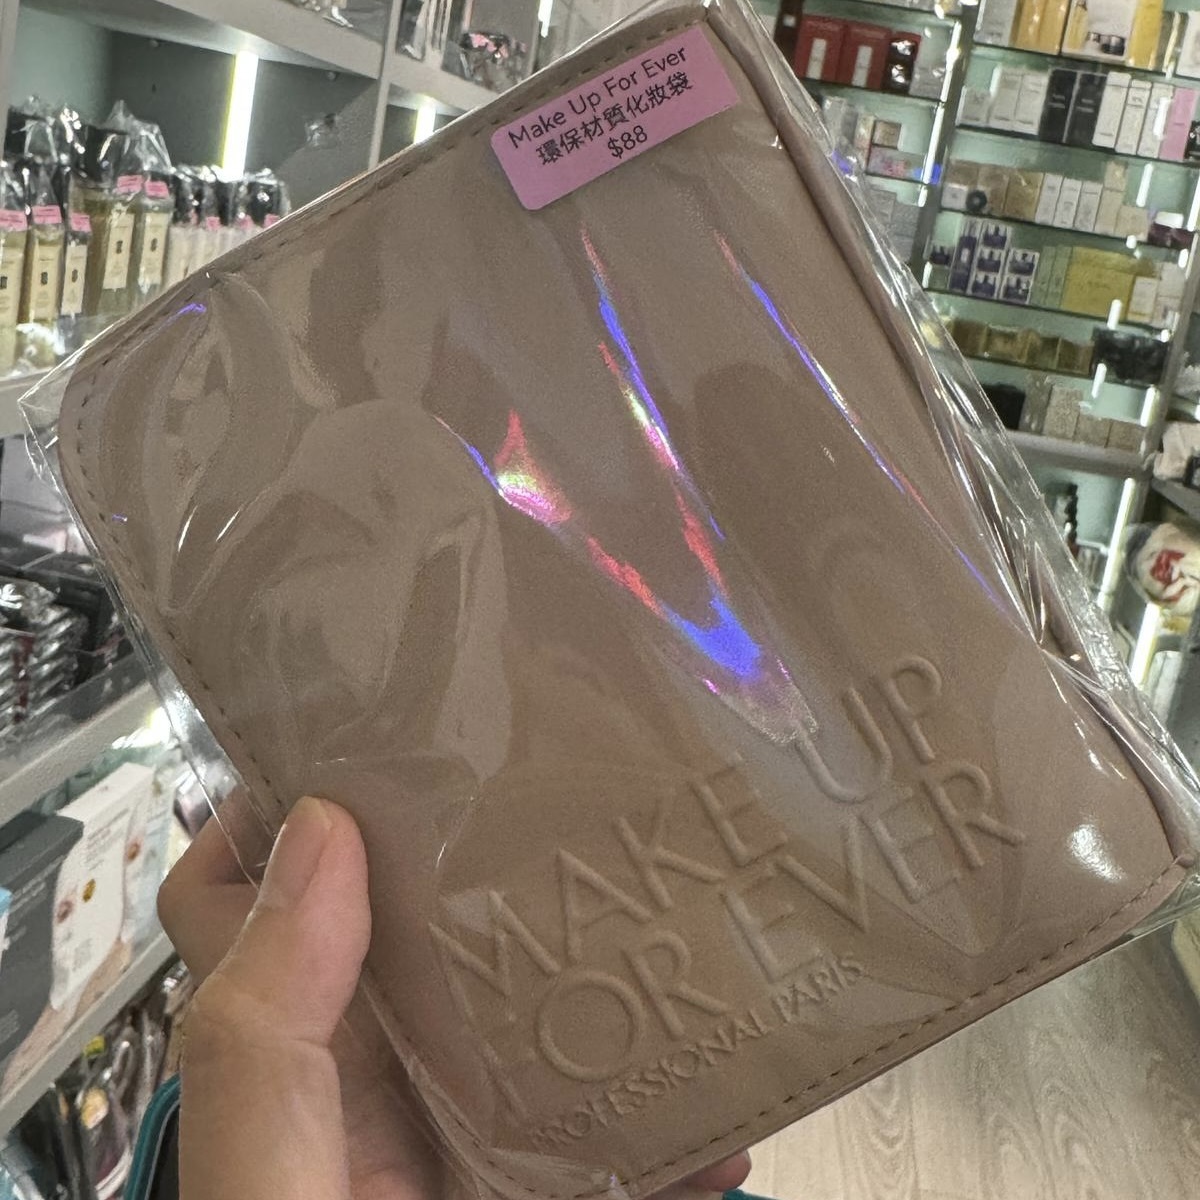 Make Up For Ever
環保材質化妝袋
$88
MAKE UP
FOR EVER
PROFESSIONAL PARIS